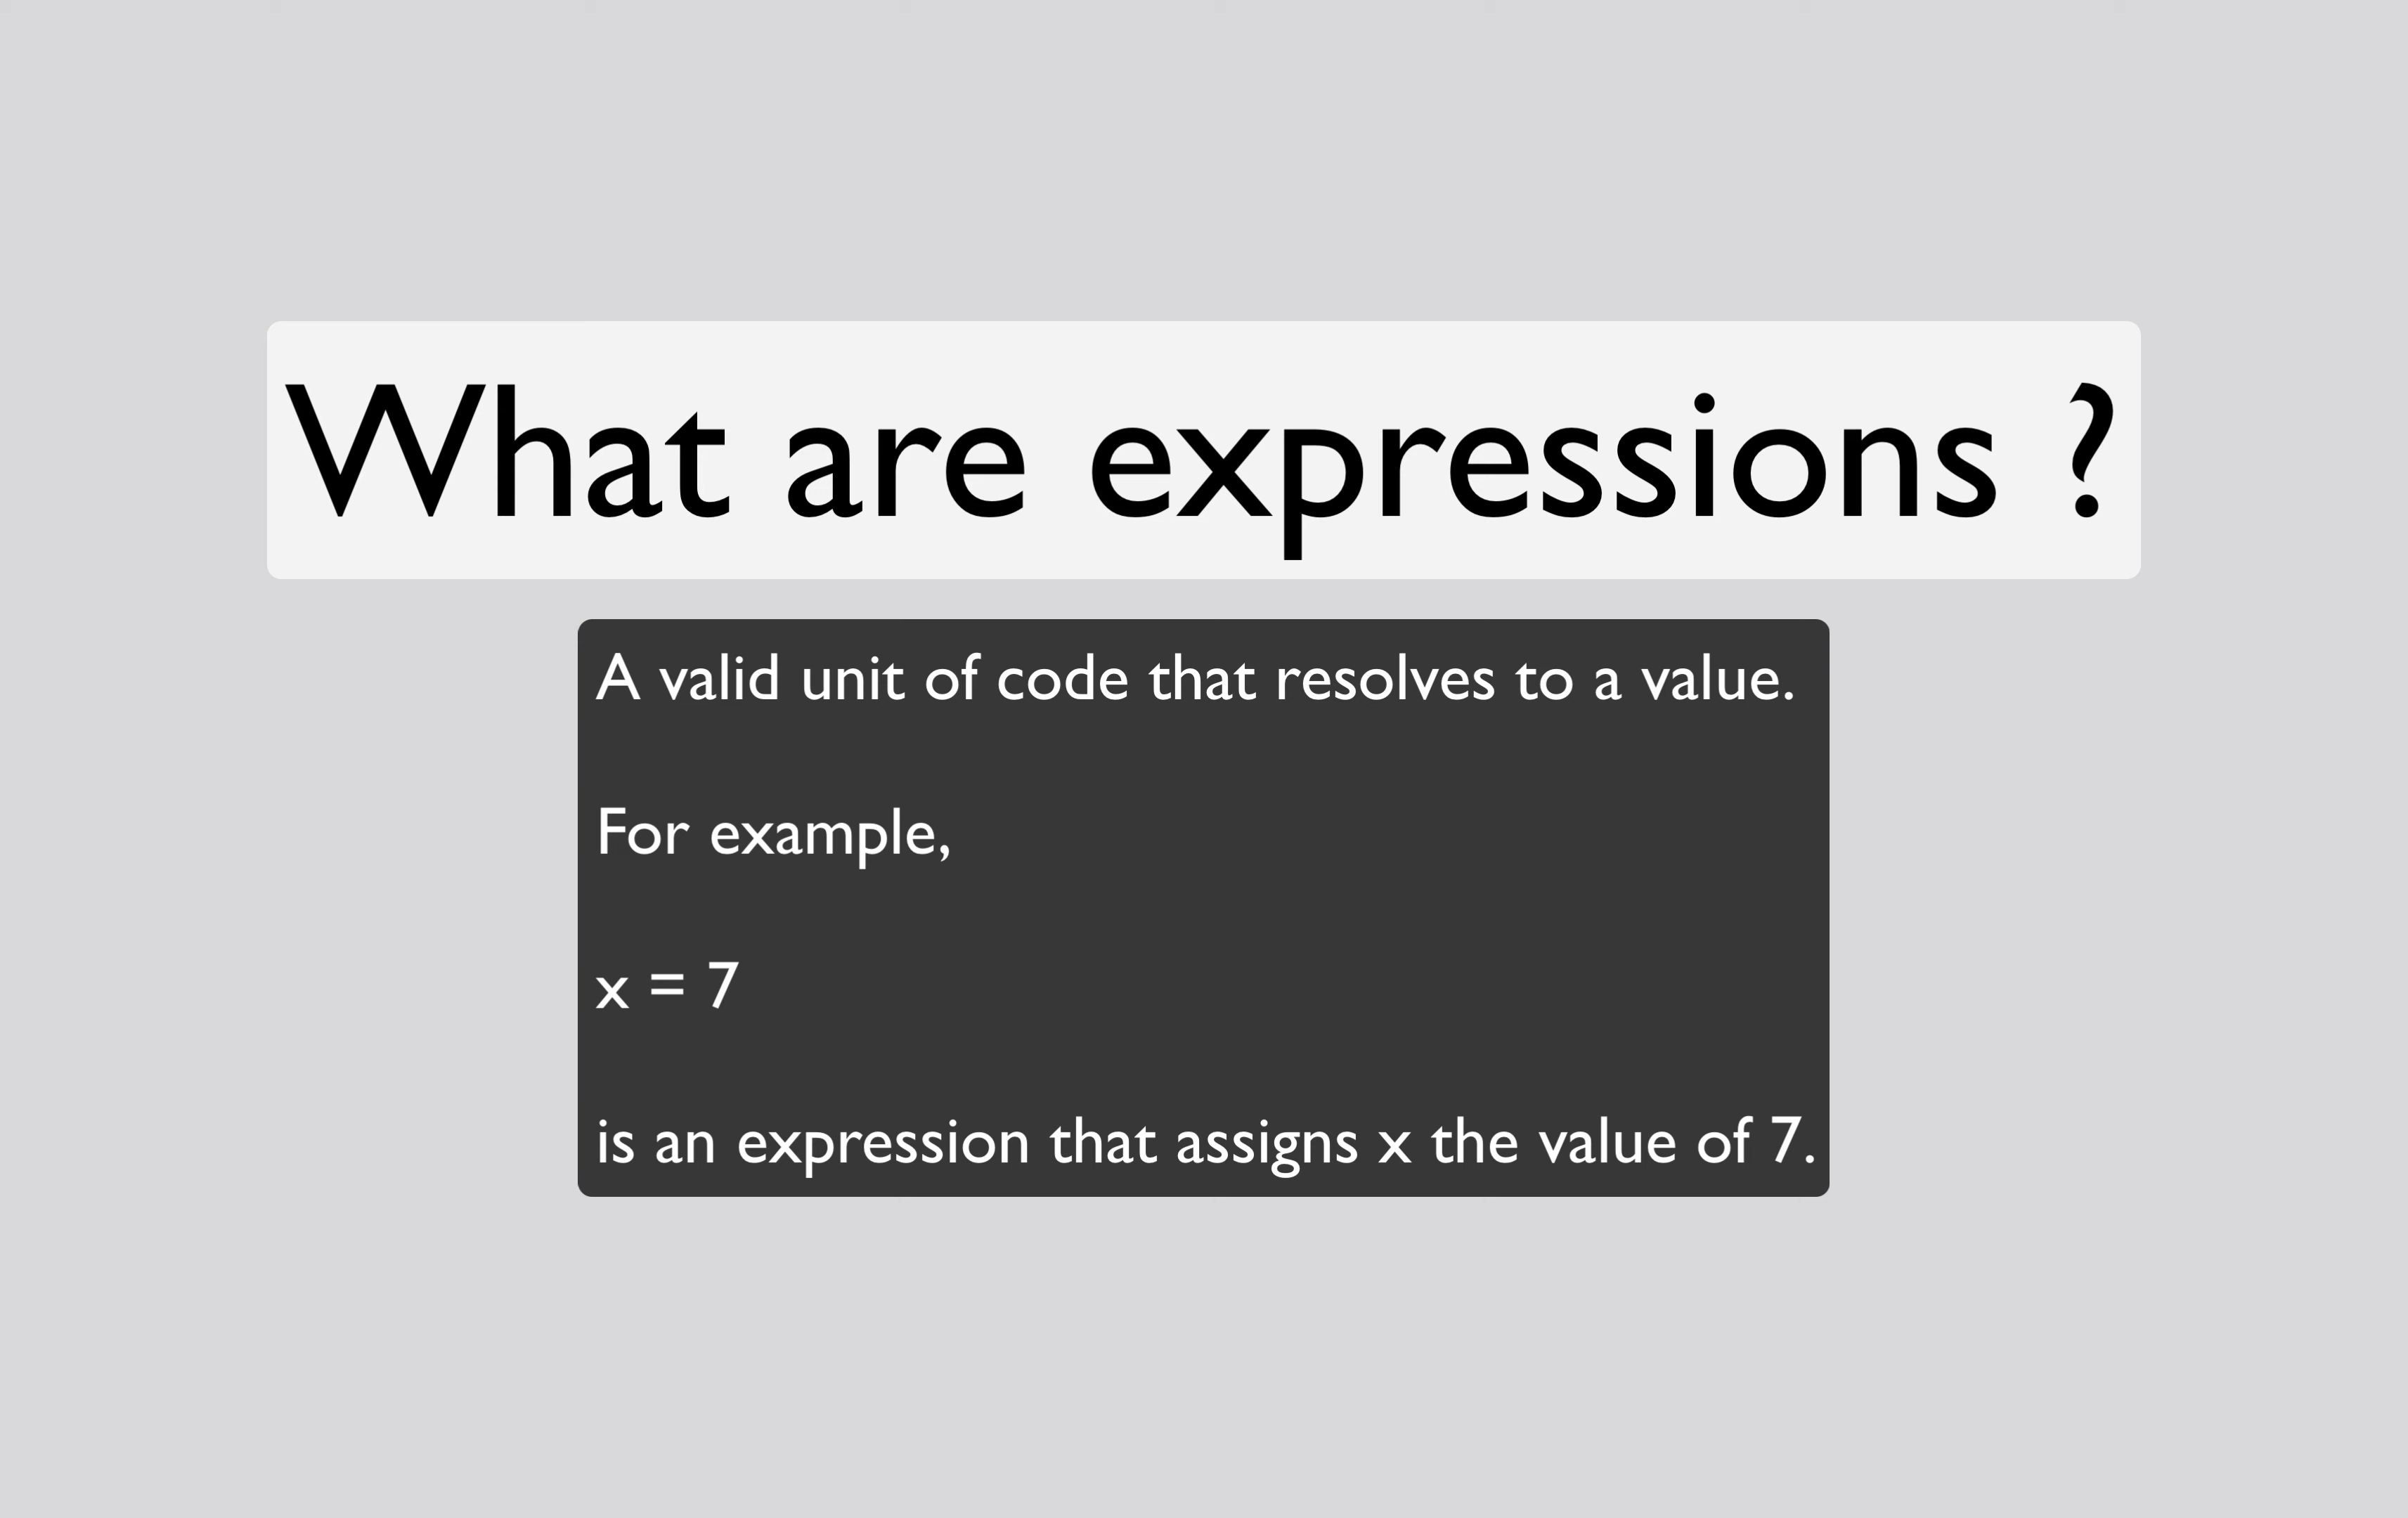 What are expressions ?
A valid unit of code that resolves to a value.
For example,
x = 7
is an expression that assigns x the value of 7.